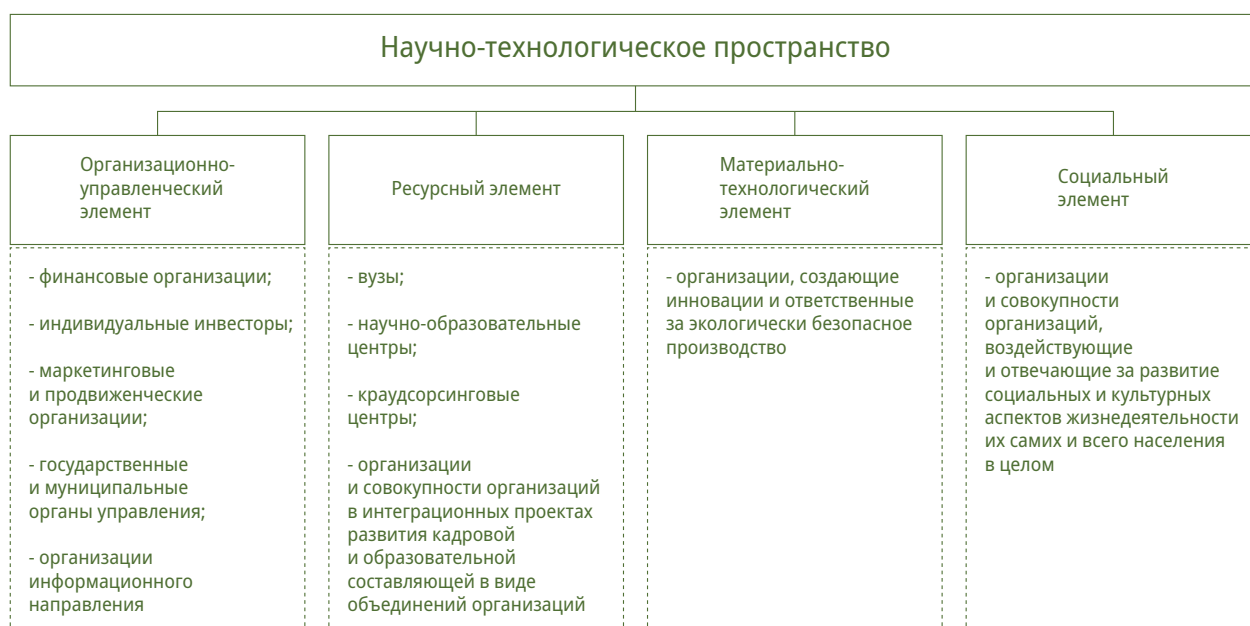 Научно-технологическое пространство
Организационно-
управленческий
элемент
- финансовые организации;
- индивидуальные инвесторы;
- маркетинговые
и продвиженческие
организации;
- государственные
и муниципальные
органы управления;
- организации
информационного
направления
Ресурсный элемент
- вузы;
- научно-образовательные
центры;
- краудсорсинговые
центры;
- организации
и совокупности организаций
в интеграционных проектах
развития кадровой
и образовательной
составляющей в виде
объединений организаций
Материально-
технологический
элемент
- организации, создающие
инновации и ответственные
за экологически безопасное
производство
Социальный
элемент
- организации
и совокупности
организаций,
воздействующие
и отвечающие за развитие
социальных и культурных
аспектов жизнедеятельности
их самих и всего населения
в целом